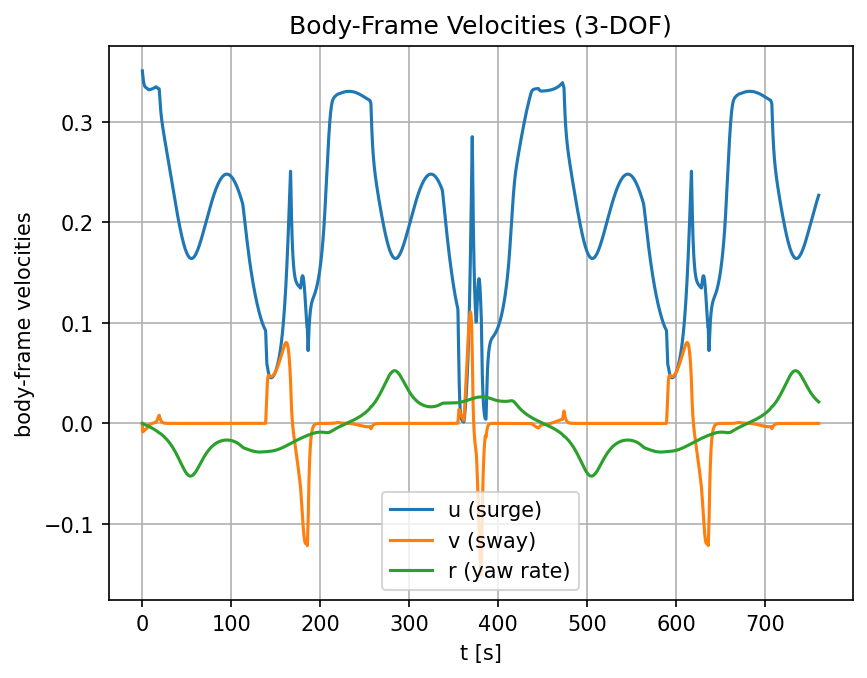 Body-Frame Velocities (3-DOF)
body-frame velocities
0.3
0.2
0.1
0.0
−0.1
u (surge)
v (sway)
r (yaw rate)
0 100 200 300 400 500 600 700
t [s]